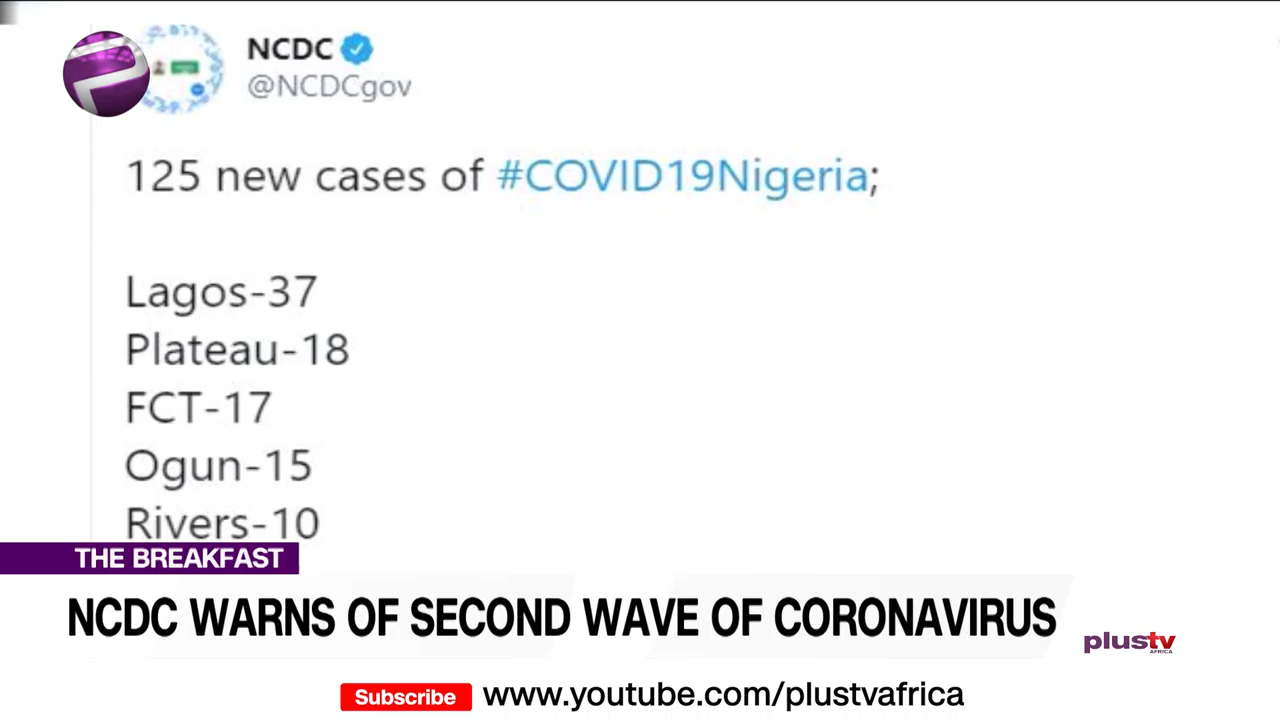 NCDC
@NCDCgov
125 new cases of #COVID19Nigeria;
Lagos-37
Plateau-18
FCT-17
Ogun-15
Rivers-10
THE BREAKFAST
NCDC WARNS OF SECOND WAVE OF CORONAVIRUS
plustv
AFRICA
Subscribe www.youtube.com/plustvafrica